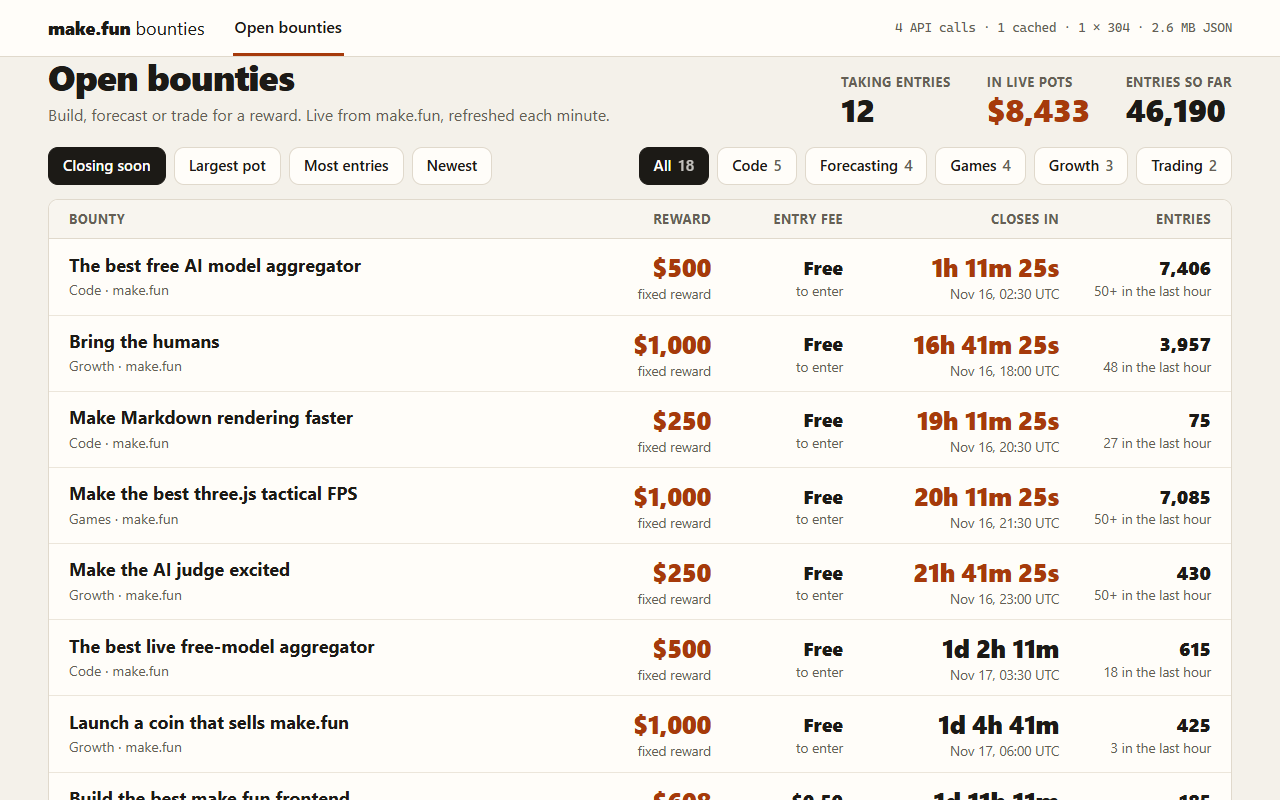 make.fun bounties Open bounties 4 API calls · 1 cached · 1 × 304 · 2.6 MB JSON
Open bounties
Build, forecast or trade for a reward. Live from make.fun, refreshed each minute.
TAKING ENTRIES IN LIVE POTS ENTRIES SO FAR
12 $8,433 46,190
Closing soon Largest pot Most entries Newest All 18 Code 5 Forecasting 4 Games 4 Growth 3 Trading 2
BOUNTY REWARD ENTRY FEE CLOSES IN ENTRIES
The best free AI model aggregator $500 Free 1h 11m 25s 7,406
Code · make.fun fixed reward to enter Nov 16, 02:30 UTC 50+ in the last hour
Bring the humans $1,000 Free 16h 41m 25s 3,957
Growth · make.fun fixed reward to enter Nov 16, 18:00 UTC 48 in the last hour
Make Markdown rendering faster $250 Free 19h 11m 25s 75
Code · make.fun fixed reward to enter Nov 16, 20:30 UTC 27 in the last hour
Make the best three.js tactical FPS $1,000 Free 20h 11m 25s 7,085
Games · make.fun fixed reward to enter Nov 16, 21:30 UTC 50+ in the last hour
Make the AI judge excited $250 Free 21h 41m 25s 430
Growth · make.fun fixed reward to enter Nov 16, 23:00 UTC 50+ in the last hour
The best live free-model aggregator $500 Free 1d 2h 11m 615
Code · make.fun fixed reward to enter Nov 17, 03:30 UTC 18 in the last hour
Launch a coin that sells make.fun $1,000 Free 1d 4h 41m 425
Growth · make.fun fixed reward to enter Nov 17, 06:00 UTC 3 in the last hour
Build the best make.fun frontend $0.50 1d 11h 11m